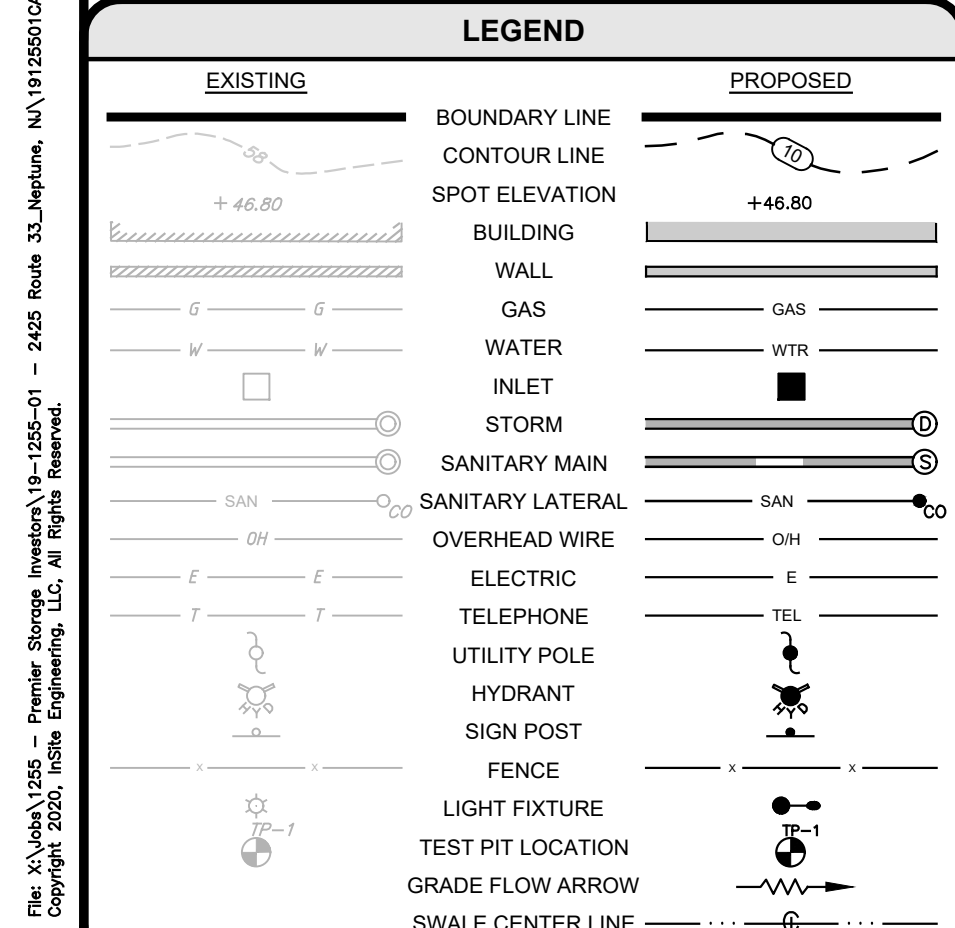 LEGEND
EXISTING PROPOSED
BOUNDARY LINE
58 CONTOUR LINE 10
+ 46.80 SPOT ELEVATION +46.80
BUILDING
WALL
G G GAS GAS
W W WATER WTR
INLET
STORM D
SANITARY MAIN S
SAN CO SANITARY LATERAL SAN CO
OH OVERHEAD WIRE O/H
E E ELECTRIC E
T T TELEPHONE TEL
UTILITY POLE
HYD HYDRANT HYD
SIGN POST
x x FENCE x x
LIGHT FIXTURE
TP-1 TEST PIT LOCATION TP-1
GRADE FLOW ARROW
SWALE CENTER LINE ℄
File: X:\Jobs\1255 - Premier Storage Investors\19-1255-01 - 2425 Route 33_Neptune, NJ\19125501CA
Copyright 2020, InSite Engineering, LLC, All Rights Reserved.